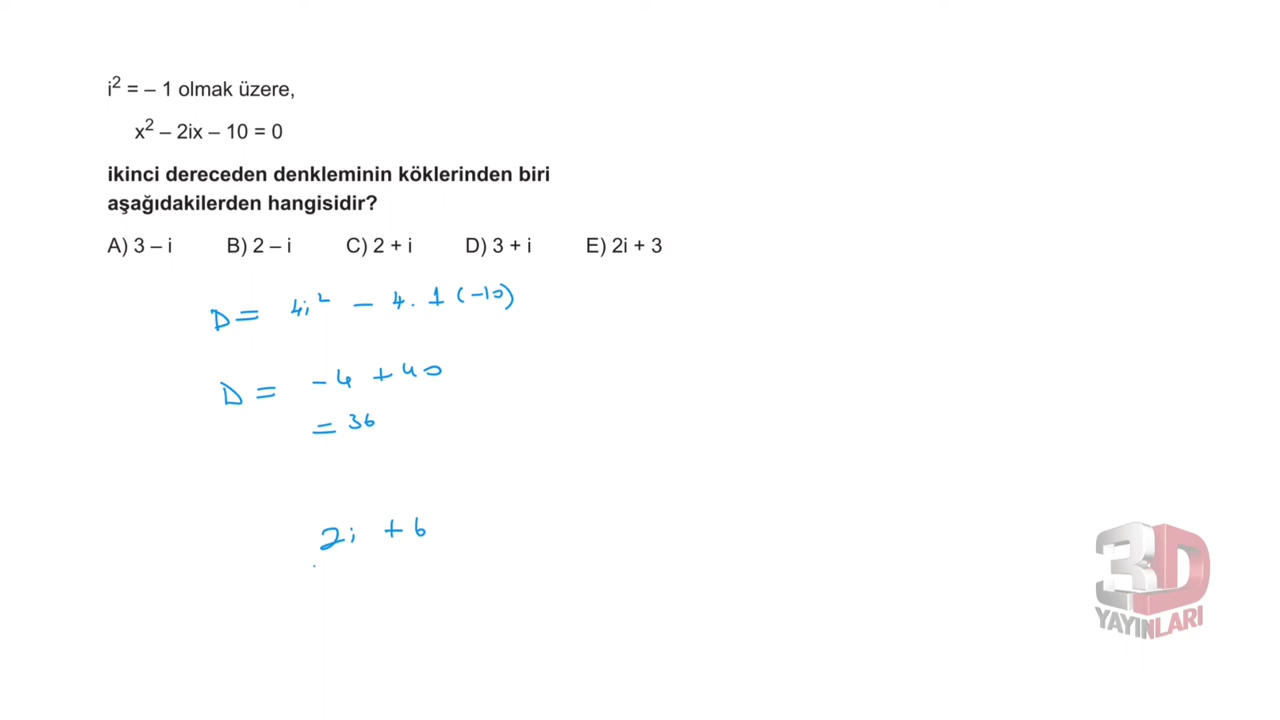 i² = – 1 olmak üzere,
x² – 2ix – 10 = 0
ikinci dereceden denkleminin köklerinden biri
aşağıdakilerden hangisidir?
A) 3 – i B) 2 – i C) 2 + i D) 3 + i E) 2i + 3
D = 4i² – 4 . 1 (–10)
D = – 4 + 40
= 36
2i + 6
3D
YAYINLARI